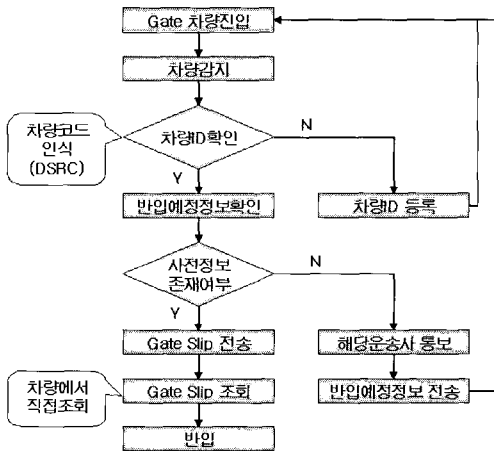 Gate 차량진입
차량감지
차량코드
인식
(DSRC)
차량ID확인
N
Y
반입예정정보확인
차량ID 등록
사전정보
존재여부
N
Y
Gate Slip 전송
해당운송사 통보
차량에서
직접조회
Gate Slip 조회
반입예정정보 전송
반입